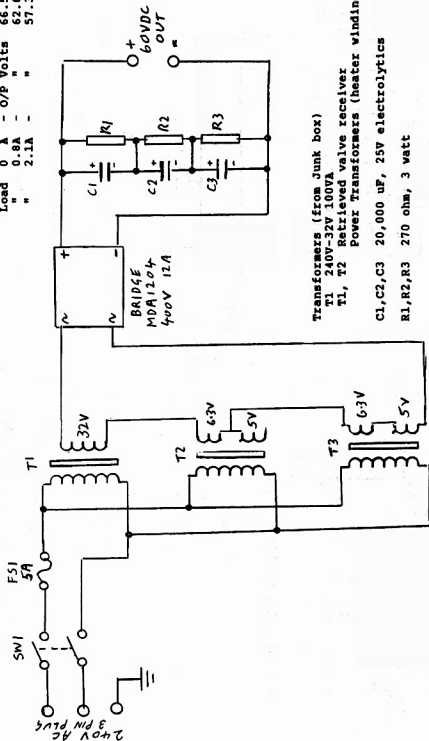 Load 0 A - O/P Volts 66.5
" 0.8A - "
" 2.1A - " 57.
+
60VDC
OUT
-
R1
R2
R3
C1 +
C2 +
C3 +
+
-
~
~
BRIDGE
MDA1204
400V 12A
T1
32V
6.3V
5V
T2
6.3V
5V
T3
FS1
5A
SW1
240V AC
3 PIN PLUG
Transformers (from Junk box)
T1 240V-32V 100VA
T1, T2 Retrieved valve receiver
Power Transformers (heater windin
C1,C2,C3 20,000 uF, 25V electrolytics
R1,R2,R3 270 ohm, 3 watt